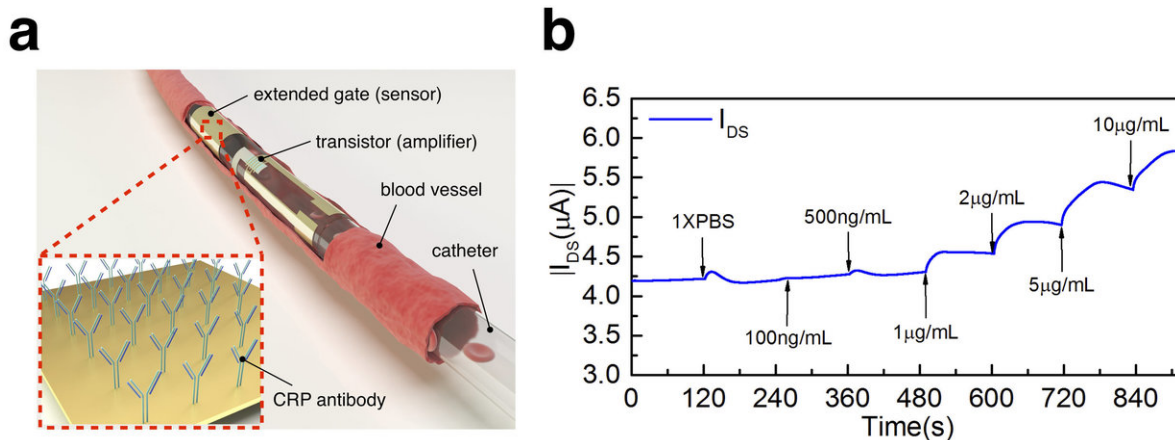 a
extended gate (sensor)
transistor (amplifier)
blood vessel
catheter
CRP antibody
b
|I_DS(μA)|
6.5
6.0
5.5
5.0
4.5
4.0
3.5
3.0
I_DS
1XPBS
100ng/mL
500ng/mL
1μg/mL
2μg/mL
5μg/mL
10μg/mL
0 120 240 360 480 600 720 840
Time(s)